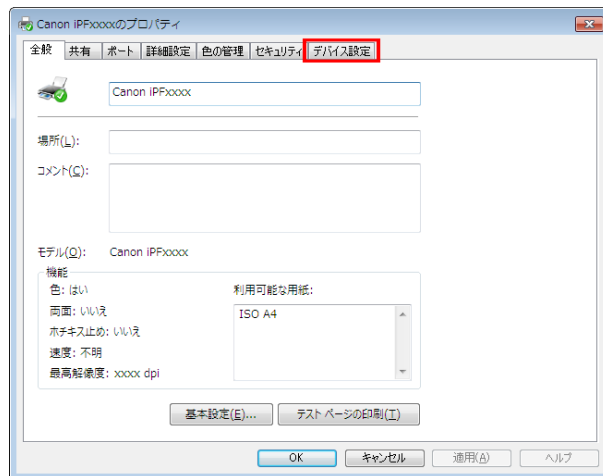 Canon iPFxxxxのプロパティ
全般 共有 ポート 詳細設定 色の管理 セキュリティ デバイス設定
Canon iPFxxxx
場所(L):
コメント(C):
モデル(O): Canon iPFxxxx
機能
色: はい 利用可能な用紙:
両面: いいえ ISO A4
ホチキス止め: いいえ
速度: 不明
最高解像度: xxxx dpi
基本設定(E)... テスト ページの印刷(T)
OK キャンセル 適用(A) ヘルプ